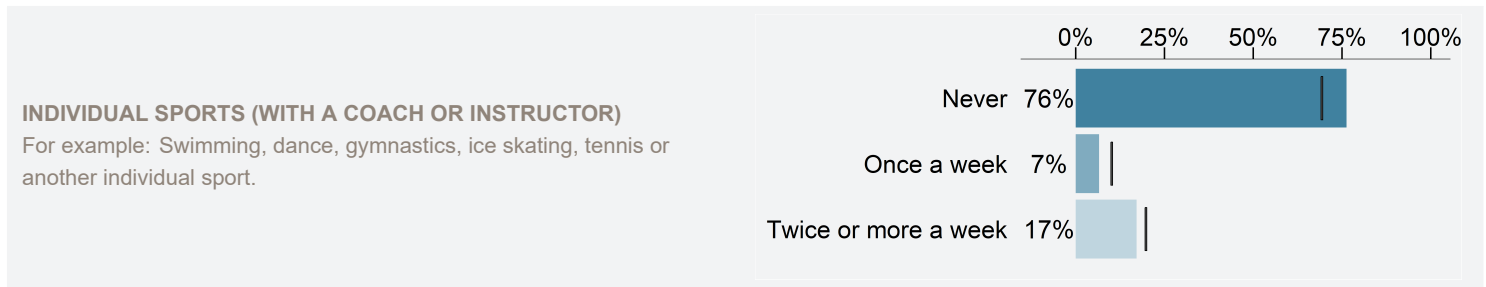 INDIVIDUAL SPORTS (WITH A COACH OR INSTRUCTOR)
For example: Swimming, dance, gymnastics, ice skating, tennis or
another individual sport.
0% 25% 50% 75% 100%
Never 76%
Once a week 7%
Twice or more a week 17%